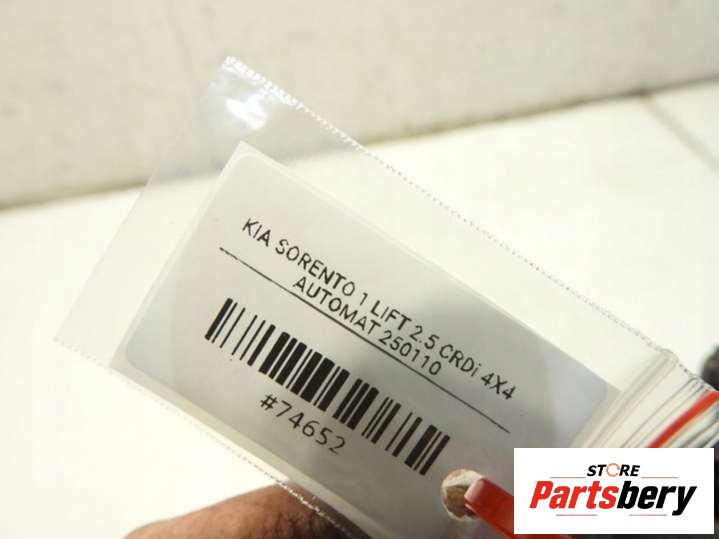 KIA SORENTO 1 LIFT 2.5 CRDi 4X4
AUTOMAT 250110
#74652
STORE
Partsbery